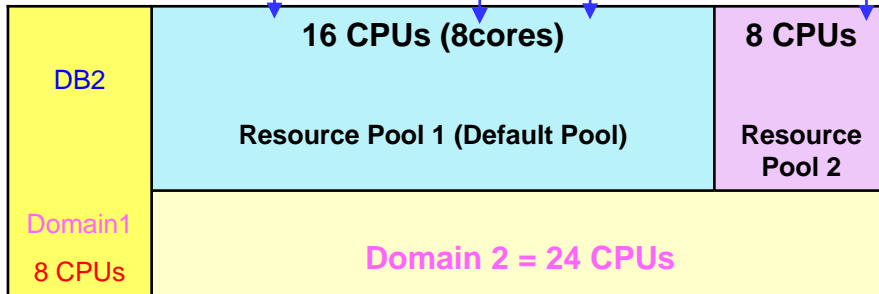 DB2
Domain1
8 CPUs
16 CPUs (8cores)
Resource Pool 1 (Default Pool)
8 CPUs
Resource
Pool 2
Domain 2 = 24 CPUs